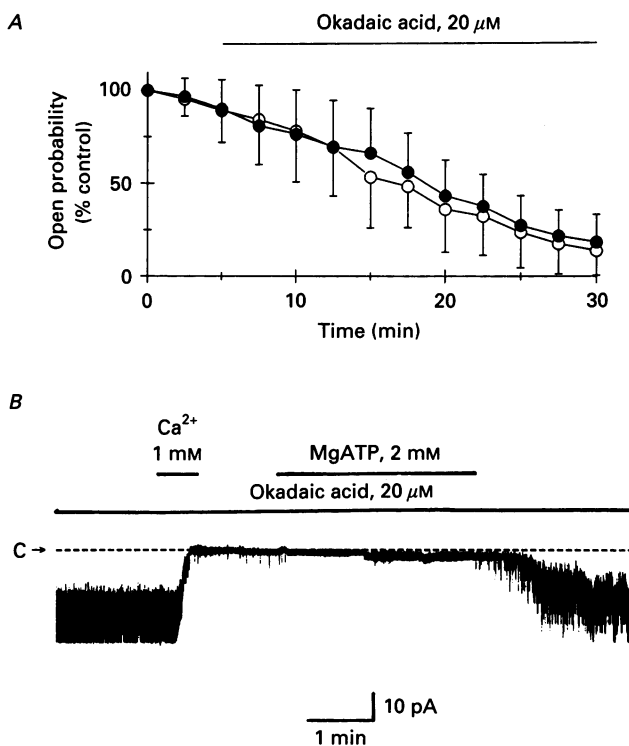 A
Okadaic acid, 20 μM
Open probability
(% control)
100
50
0
0
10
20
30
Time (min)
B
Ca²⁺
1 mM
MgATP, 2 mM
Okadaic acid, 20 μM
C →
10 pA
1 min